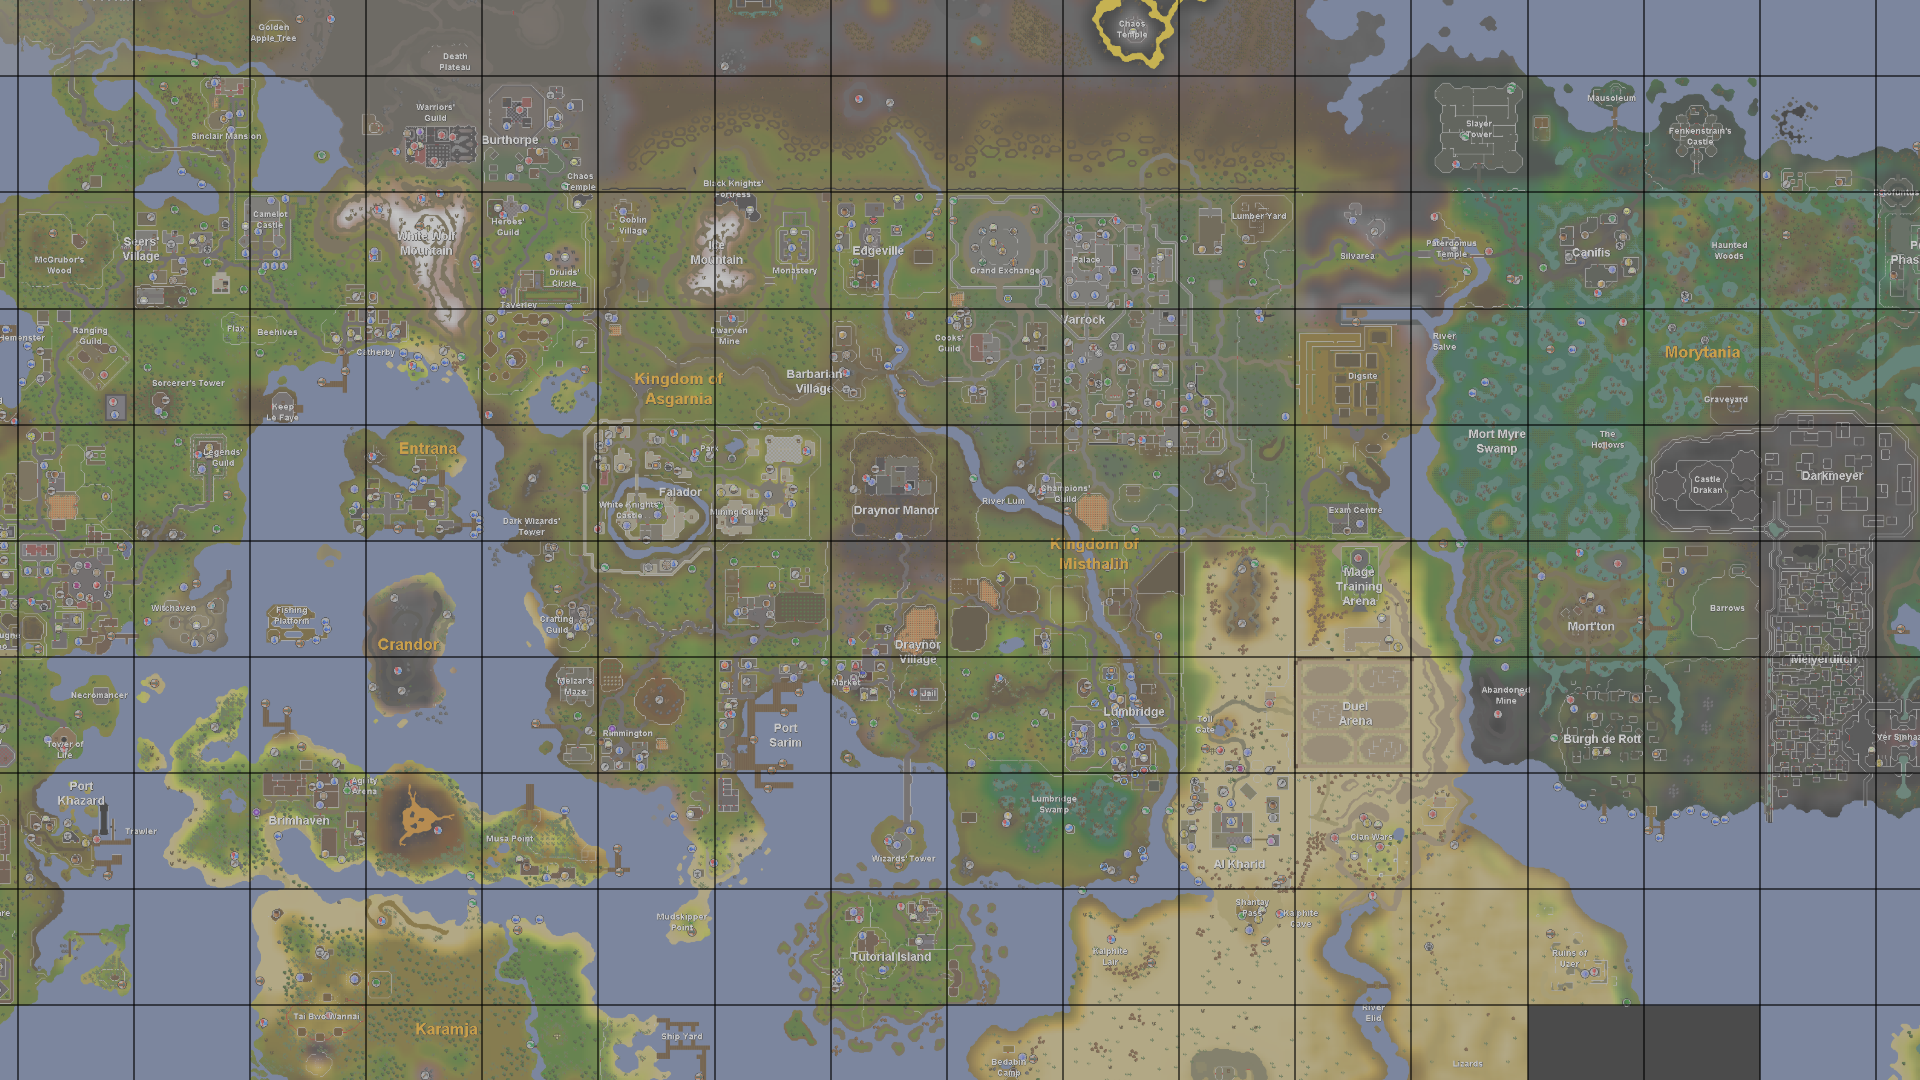 Golden
Apple Tree
Death
Plateau
Chaos
Temple
Warriors'
Guild
Burthorpe
Sinclair Mansion
Slayer
Tower
Mausoleum
Fenkenstrain's
Castle
Chaos
Temple
Black Knights'
Fortress
McGrubor's
Wood
Seers'
Village
Camelot
Castle
White Wolf
Mountain
Heroes'
Guild
Druids'
Circle
Taverley
Goblin
Village
Ice
Mountain
Monastery
Edgeville
Grand Exchange
Palace
Lumber Yard
Silvarea
Paterdomus
Temple
Canifis
Haunted
Woods
Phas
Hemenster
Ranging
Guild
Flax
Beehives
Catherby
Sorcerer's Tower
Keep
Le Faye
Dwarven
Mine
Kingdom of
Asgarnia
Barbarian
Village
Cooks'
Guild
Varrock
Digsite
River
Salve
Morytania
Graveyard
Legends'
Guild
Entrana
Dark Wizards'
Tower
Park
Falador
White Knights'
Castle
Mining Guild
Draynor Manor
River Lum
Champions'
Guild
Exam Centre
Mort Myre
Swamp
The
Hollows
Castle
Drakan
Darkmeyer
Kingdom of
Misthalin
Mage
Training
Arena
Witchaven
Fishing
Platform
Crandor
Crafting
Guild
Draynor
Village
Mort'ton
Barrows
Meiyerditch
Necromancer
Tower of
Life
Melzar's
Maze
Rimmington
Port
Sarim
Market
Jail
Lumbridge
Toll
Gate
Duel
Arena
Abandoned
Mine
Burgh de Rott
Ver Sinhaz
Port
Khazard
Trawler
Agility
Arena
Brimhaven
Musa Point
Wizards' Tower
Lumbridge
Swamp
Al Kharid
Clan Wars
Mudskipper
Point
Tutorial Island
Kalphite
Lair
Shantay
Pass
Kalphite
Cave
Ruins of
Uzer
Tai Bwo Wannai
Karamja
Ship Yard
Bedabin
Camp
River
Elid
Lizards